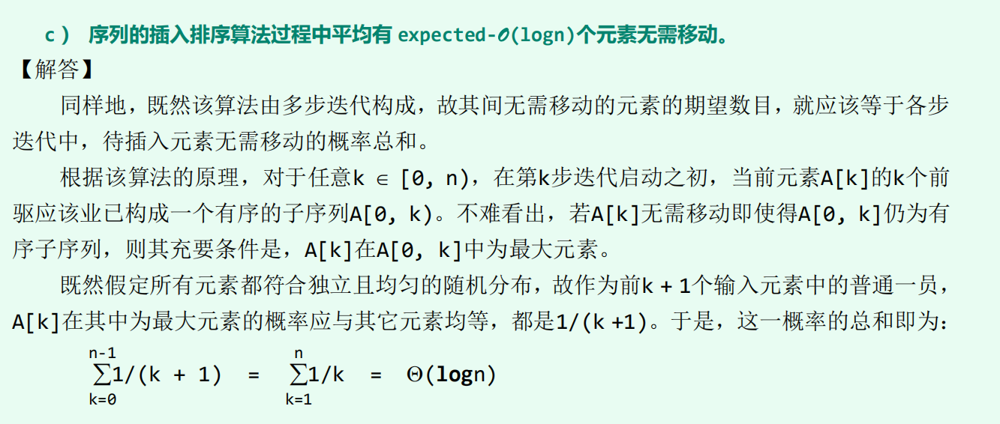 c) 序列的插入排序算法过程中平均有 expected-𝒪(logn)个元素无需移动。
【解答】
同样地，既然该算法由多步迭代构成，故其间无需移动的元素的期望数目，就应该等于各步
迭代中，待插入元素无需移动的概率总和。
根据该算法的原理，对于任意k ∈ [0, n)，在第k步迭代启动之初，当前元素A[k]的k个前
驱应该业已构成一个有序的子序列A[0, k)。不难看出，若A[k]无需移动即使得A[0, k]仍为有
序子序列，则其充要条件是，A[k]在A[0, k]中为最大元素。
既然假定所有元素都符合独立且均匀的随机分布，故作为前k + 1个输入元素中的普通一员，
A[k]在其中为最大元素的概率应与其它元素均等，都是1/(k +1)。于是，这一概率的总和即为：
n-1 n
∑1/(k + 1) = ∑1/k = Θ(logn)
k=0 k=1